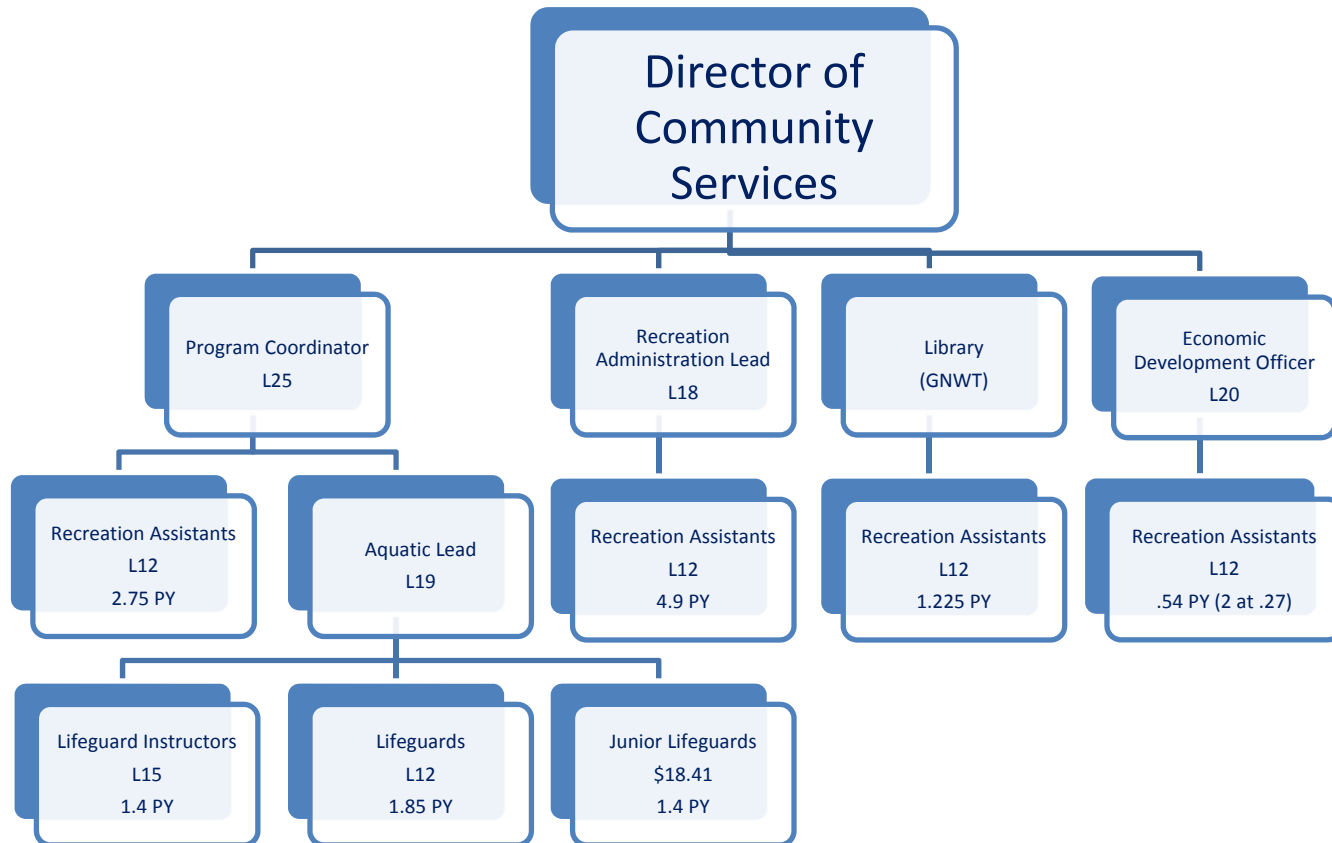 Director of
Community
Services
Program Coordinator
L25
Recreation
Administration Lead
L18
Library
(GNWT)
Economic
Development Officer
L20
Recreation Assistants
L12
2.75 PY
Aquatic Lead
L19
Recreation Assistants
L12
4.9 PY
Recreation Assistants
L12
1.225 PY
Recreation Assistants
L12
.54 PY (2 at .27)
Lifeguard Instructors
L15
1.4 PY
Lifeguards
L12
1.85 PY
Junior Lifeguards
$18.41
1.4 PY